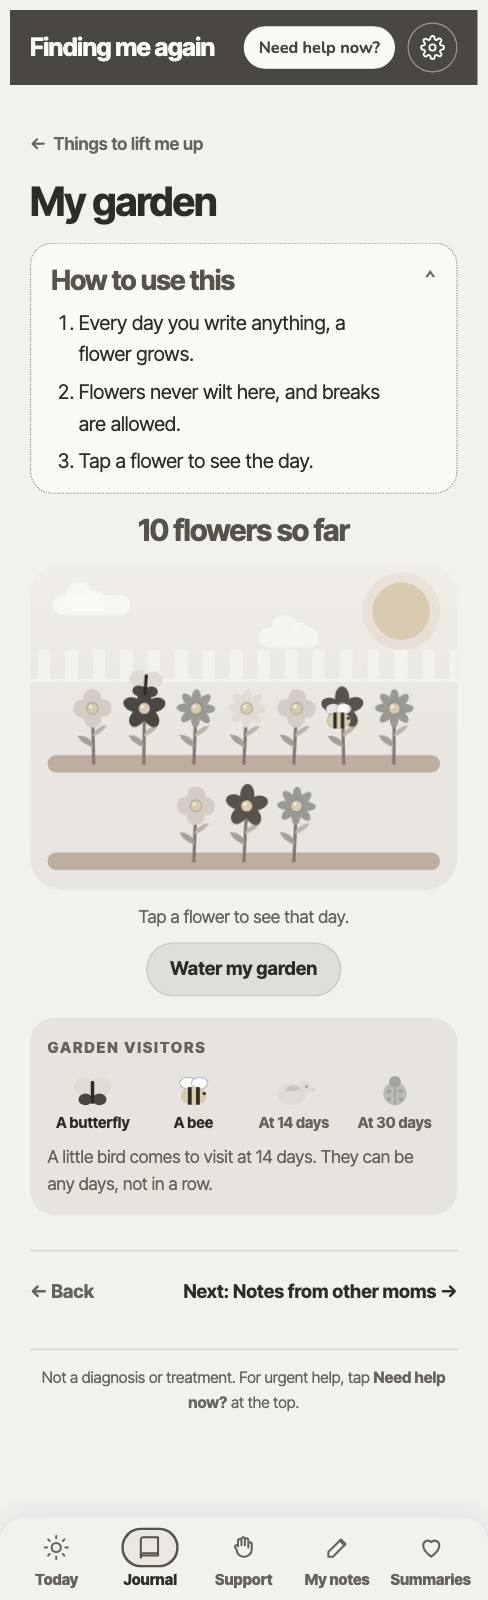 Finding me again
Need help now?
← Things to lift me up
My garden
How to use this
1. Every day you write anything, a
flower grows.
2. Flowers never wilt here, and breaks
are allowed.
3. Tap a flower to see the day.
10 flowers so far
Tap a flower to see that day.
Water my garden
GARDEN VISITORS
A butterfly
A bee
At 14 days
At 30 days
A little bird comes to visit at 14 days. They can be
any days, not in a row.
← Back
Next: Notes from other moms →
Not a diagnosis or treatment. For urgent help, tap Need help
now? at the top.
Today
Journal
Support
My notes
Summaries